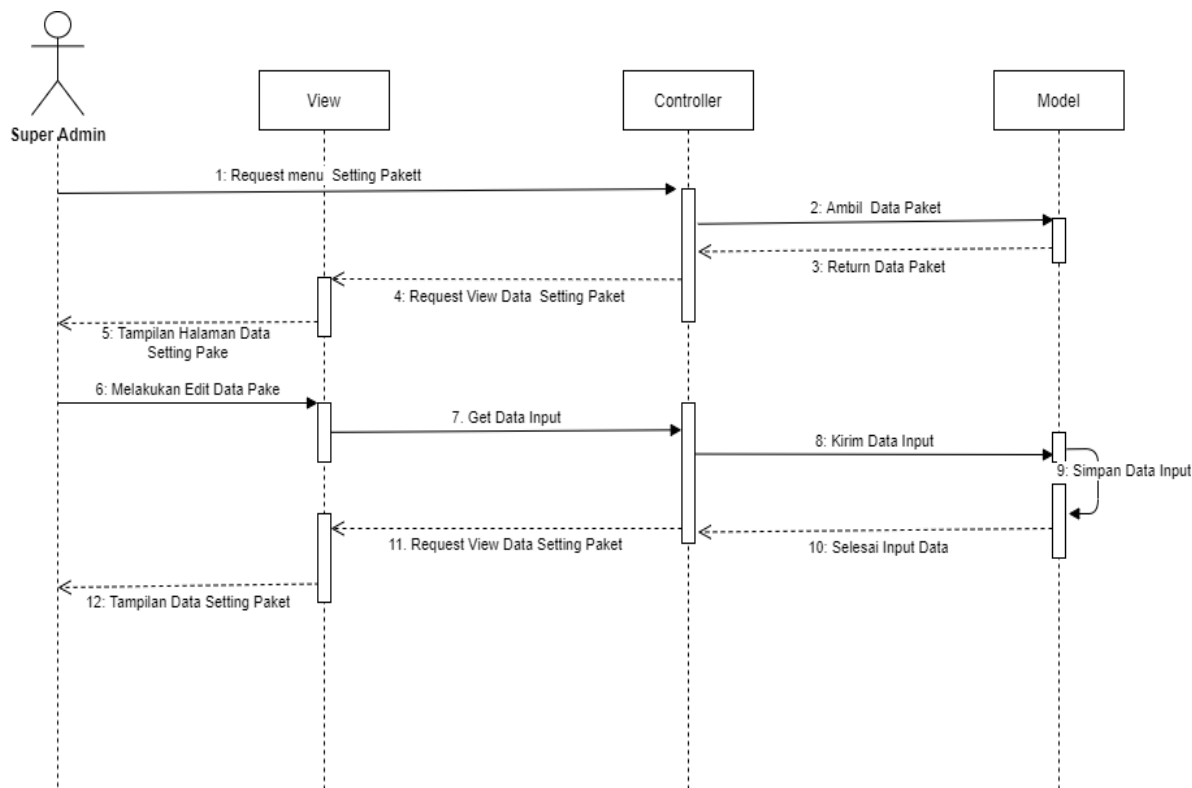 View
Controller
Model
Super Admin
1: Request menu Setting Pakett
2: Ambil Data Paket
3: Return Data Paket
4: Request View Data Setting Paket
5: Tampilan Halaman Data
Setting Pake
6: Melakukan Edit Data Pake
7. Get Data Input
8: Kirim Data Input
9: Simpan Data Input
10: Selesai Input Data
11. Request View Data Setting Paket
12: Tampilan Data Setting Paket